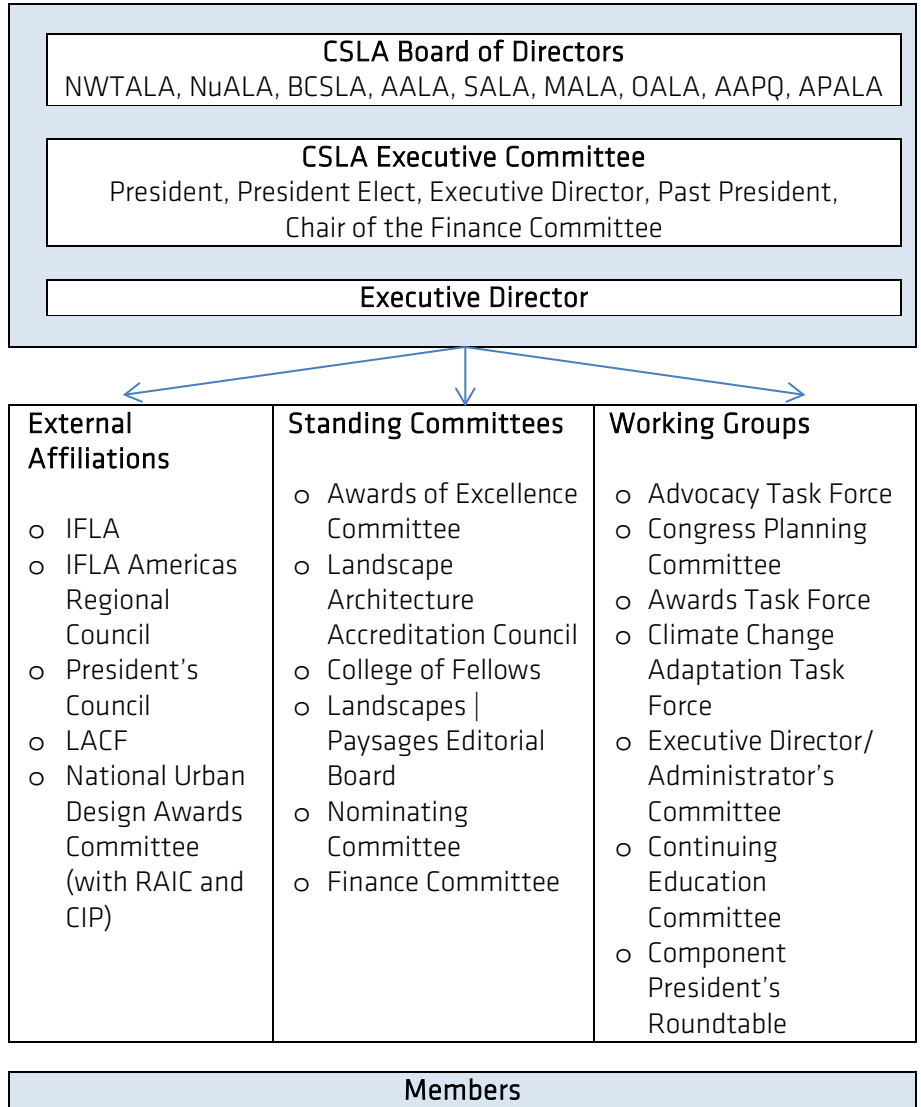 CSLA Board of Directors
NWTALA, NuALA, BCSLA, AALA, SALA, MALA, OALA, AAPQ, APALA
CSLA Executive Committee
President, President Elect, Executive Director, Past President,
Chair of the Finance Committee
Executive Director
External
Affiliations
o IFLA
o IFLA Americas
Regional
Council
o President’s
Council
o LACF
o National Urban
Design Awards
Committee
(with RAIC and
CIP)
Standing Committees
o Awards of Excellence
Committee
o Landscape
Architecture
Accreditation Council
o College of Fellows
o Landscapes |
Paysages Editorial
Board
o Nominating
Committee
o Finance Committee
Working Groups
o Advocacy Task Force
o Congress Planning
Committee
o Awards Task Force
o Climate Change
Adaptation Task
Force
o Executive Director/
Administrator’s
Committee
o Continuing
Education
Committee
o Component
President’s
Roundtable
Members